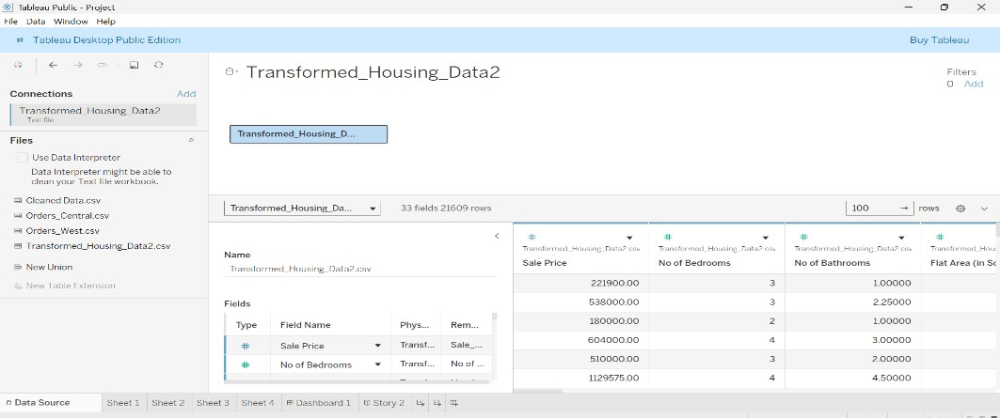 Tableau Public - Project
File Data Window Help
Tableau Desktop Public Edition
Buy Tableau
Connections
Add
Transformed_Housing_Data2
Text file
Files
Use Data Interpreter
Data Interpreter might be able to
clean your Text file workbook.
Cleaned Data.csv
Orders_Central.csv
Orders_West.csv
Transformed_Housing_Data2.csv
New Union
New Table Extension
Transformed_Housing_Data2
Filters
0 Add
Transformed_Housing_D...
Transformed_Housing_Da...
33 fields 21609 rows
100 → rows
Name
Transformed_Housing_Data2.csv
Fields
Type Field Name Phys... Rem...
# Sale Price Transf... Sale_...
# No of Bedrooms Transf... No of ...
# # # #
Transformed_Housing_Data2.csv Transformed_Housing_Data2.csv Transformed_Housing_Data2.csv Transformed_Hous
Sale Price No of Bedrooms No of Bathrooms Flat Area (in Sc
221900.00 3 1.00000
538000.00 3 2.25000
180000.00 2 1.00000
604000.00 4 3.00000
510000.00 3 2.00000
1129575.00 4 4.50000
Data Source Sheet 1 Sheet 2 Sheet 3 Sheet 4 Dashboard 1 Story 2